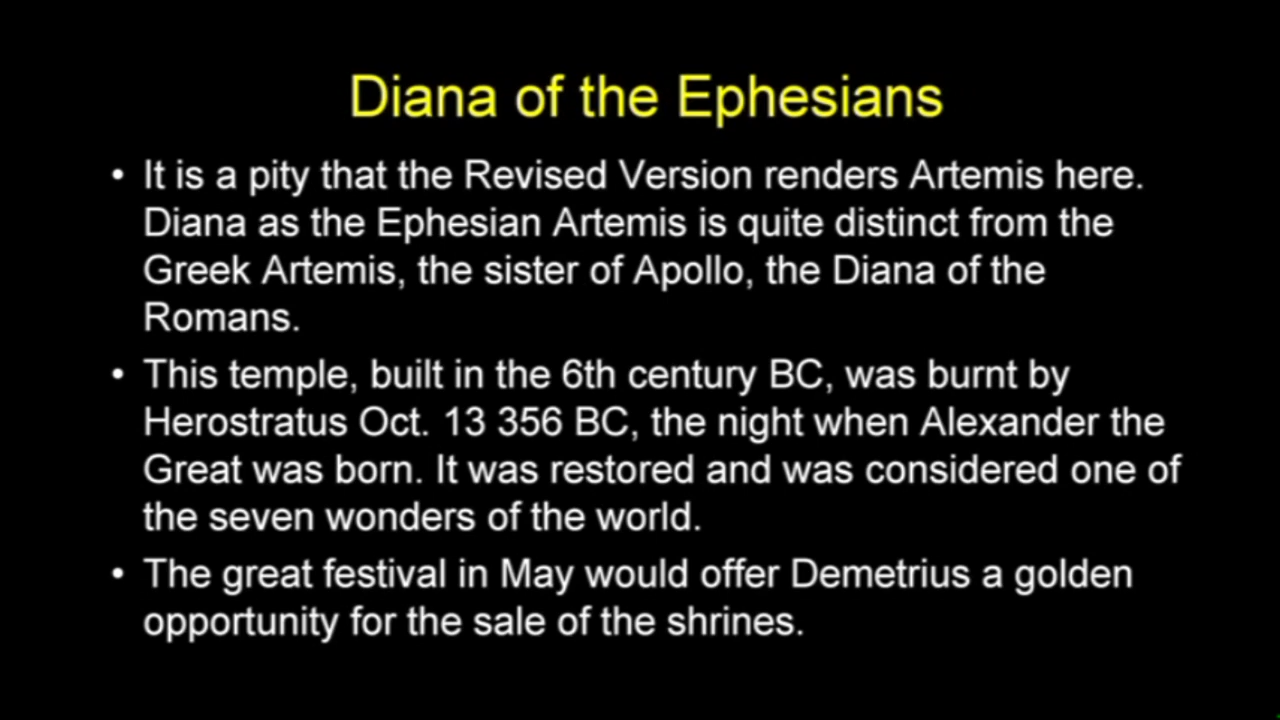 Diana of the Ephesians
• It is a pity that the Revised Version renders Artemis here.
Diana as the Ephesian Artemis is quite distinct from the
Greek Artemis, the sister of Apollo, the Diana of the
Romans.
• This temple, built in the 6th century BC, was burnt by
Herostratus Oct. 13 356 BC, the night when Alexander the
Great was born. It was restored and was considered one of
the seven wonders of the world.
• The great festival in May would offer Demetrius a golden
opportunity for the sale of the shrines.